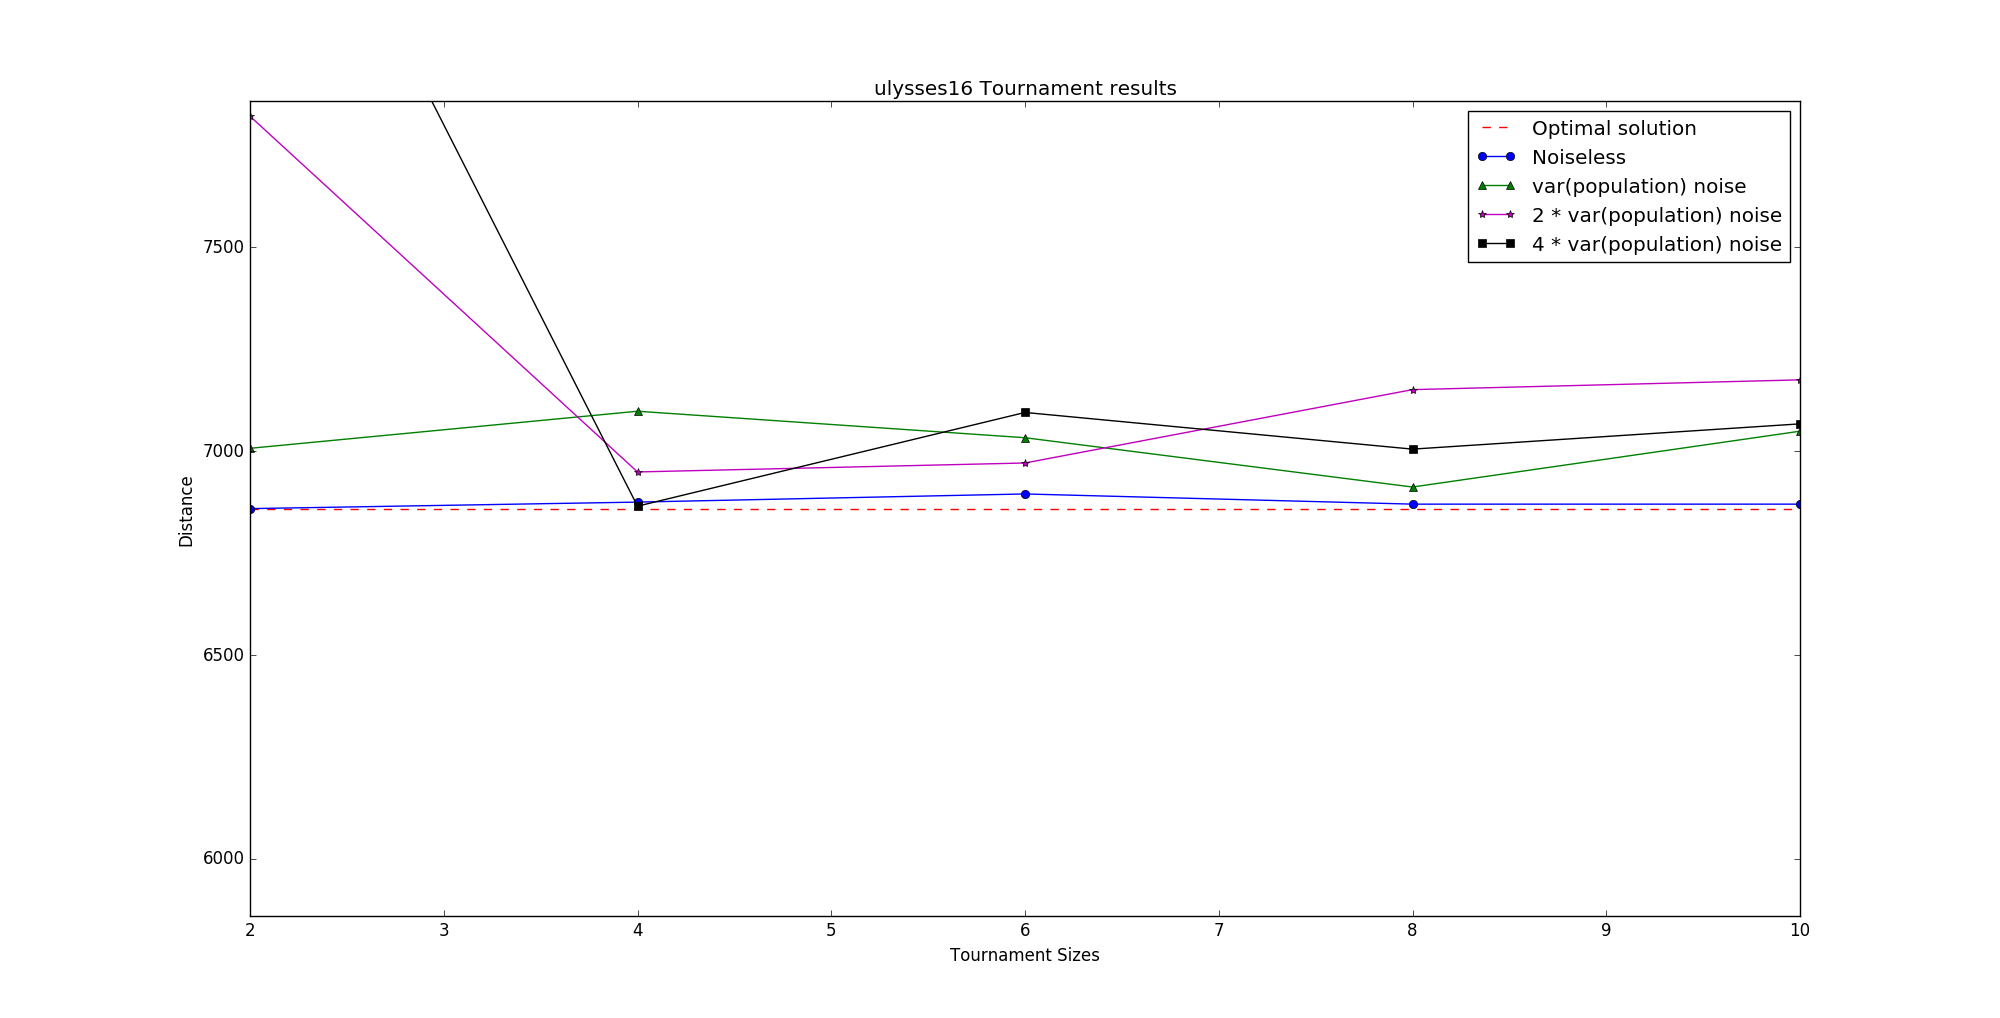 ulysses16 Tournament results
Optimal solution
Noiseless
var(population) noise
2 * var(population) noise
4 * var(population) noise
7500
7000
6500
6000
Distance
2 3 4 5 6 7 8 9 10
Tournament Sizes